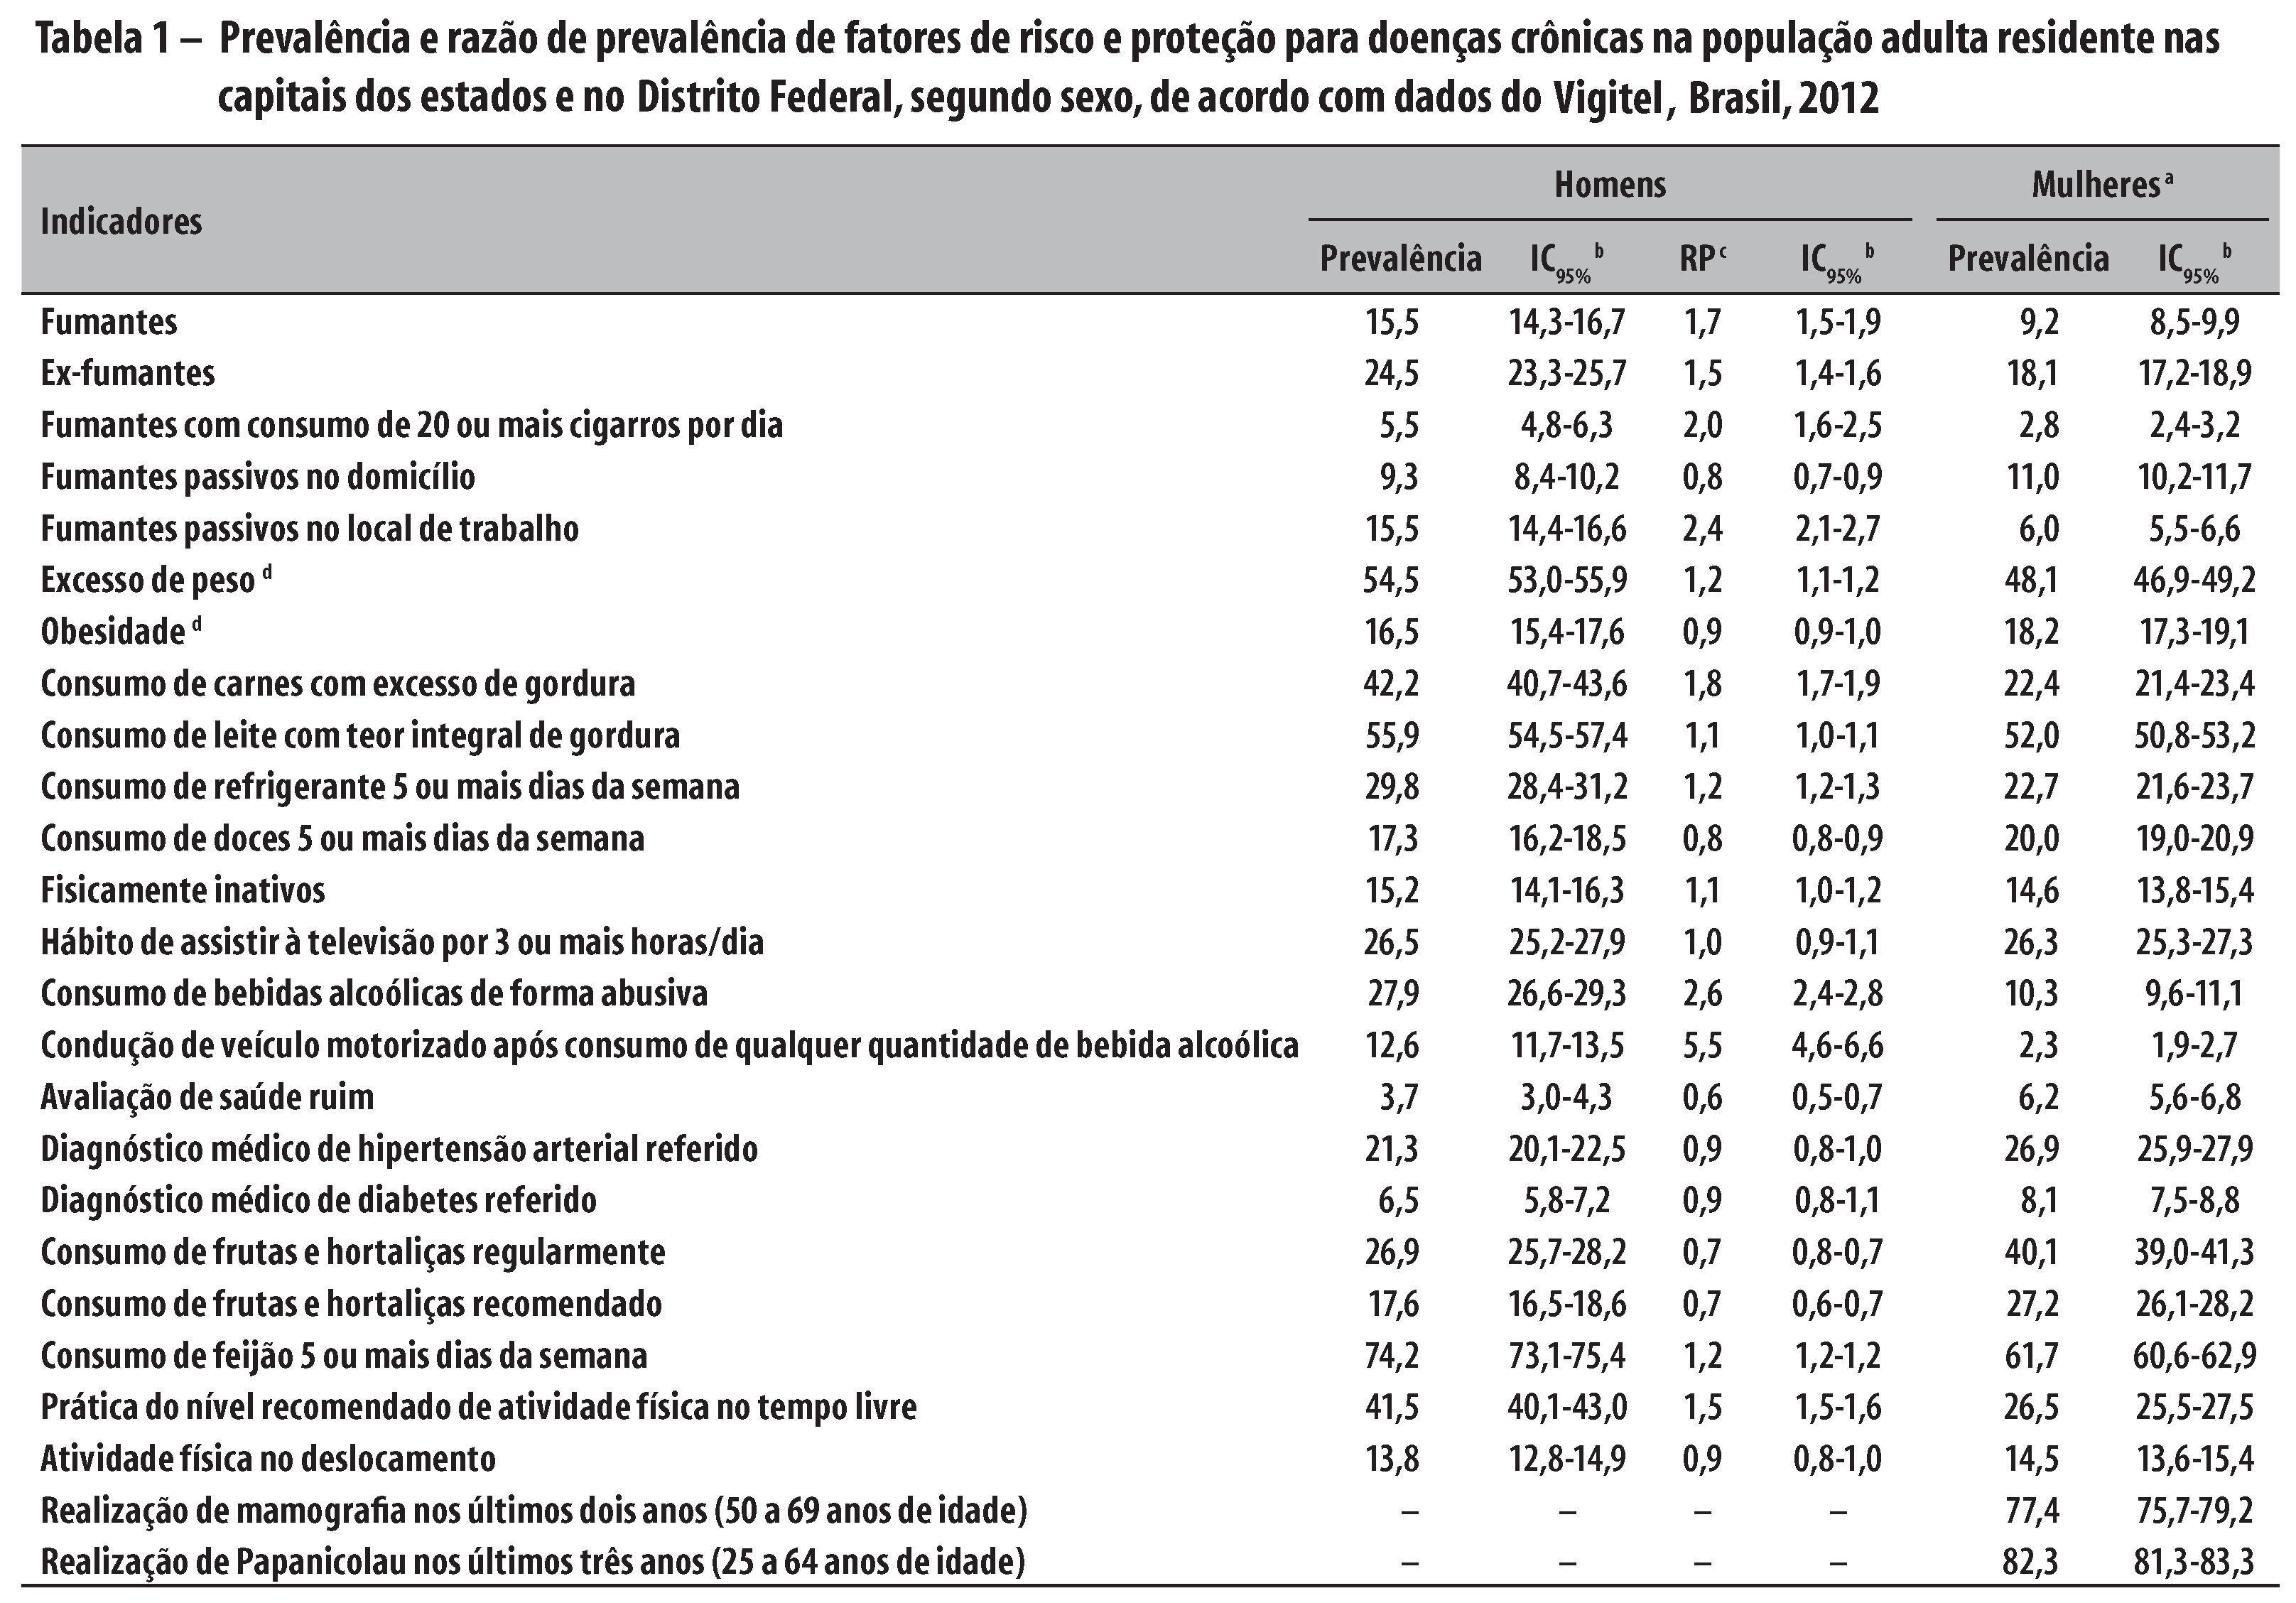 Tabela 1 – Prevalência e razão de prevalência de fatores de risco e proteção para doenças crônicas na população adulta residente nas
capitais dos estados e no Distrito Federal, segundo sexo, de acordo com dados do Vigitel, Brasil, 2012
Homens Mulheres a
Indicadores
Prevalência IC95% b RP c IC95% b Prevalência IC95% b
Fumantes 15,5 14,3-16,7 1,7 1,5-1,9 9,2 8,5-9,9
Ex-fumantes 24,5 23,3-25,7 1,5 1,4-1,6 18,1 17,2-18,9
Fumantes com consumo de 20 ou mais cigarros por dia 5,5 4,8-6,3 2,0 1,6-2,5 2,8 2,4-3,2
Fumantes passivos no domicílio 9,3 8,4-10,2 0,8 0,7-0,9 11,0 10,2-11,7
Fumantes passivos no local de trabalho 15,5 14,4-16,6 2,4 2,1-2,7 6,0 5,5-6,6
Excesso de peso d 54,5 53,0-55,9 1,2 1,1-1,2 48,1 46,9-49,2
Obesidade d 16,5 15,4-17,6 0,9 0,9-1,0 18,2 17,3-19,1
Consumo de carnes com excesso de gordura 42,2 40,7-43,6 1,8 1,7-1,9 22,4 21,4-23,4
Consumo de leite com teor integral de gordura 55,9 54,5-57,4 1,1 1,0-1,1 52,0 50,8-53,2
Consumo de refrigerante 5 ou mais dias da semana 29,8 28,4-31,2 1,2 1,2-1,3 22,7 21,6-23,7
Consumo de doces 5 ou mais dias da semana 17,3 16,2-18,5 0,8 0,8-0,9 20,0 19,0-20,9
Fisicamente inativos 15,2 14,1-16,3 1,1 1,0-1,2 14,6 13,8-15,4
Hábito de assistir à televisão por 3 ou mais horas/dia 26,5 25,2-27,9 1,0 0,9-1,1 26,3 25,3-27,3
Consumo de bebidas alcoólicas de forma abusiva 27,9 26,6-29,3 2,6 2,4-2,8 10,3 9,6-11,1
Condução de veículo motorizado após consumo de qualquer quantidade de bebida alcoólica 12,6 11,7-13,5 5,5 4,6-6,6 2,3 1,9-2,7
Avaliação de saúde ruim 3,7 3,0-4,3 0,6 0,5-0,7 6,2 5,6-6,8
Diagnóstico médico de hipertensão arterial referido 21,3 20,1-22,5 0,9 0,8-1,0 26,9 25,9-27,9
Diagnóstico médico de diabetes referido 6,5 5,8-7,2 0,9 0,8-1,1 8,1 7,5-8,8
Consumo de frutas e hortaliças regularmente 26,9 25,7-28,2 0,7 0,8-0,7 40,1 39,0-41,3
Consumo de frutas e hortaliças recomendado 17,6 16,5-18,6 0,7 0,6-0,7 27,2 26,1-28,2
Consumo de feijão 5 ou mais dias da semana 74,2 73,1-75,4 1,2 1,2-1,2 61,7 60,6-62,9
Prática do nível recomendado de atividade física no tempo livre 41,5 40,1-43,0 1,5 1,5-1,6 26,5 25,5-27,5
Atividade física no deslocamento 13,8 12,8-14,9 0,9 0,8-1,0 14,5 13,6-15,4
Realização de mamografia nos últimos dois anos (50 a 69 anos de idade) – – – – 77,4 75,7-79,2
Realização de Papanicolau nos últimos três anos (25 a 64 anos de idade) – – – – 82,3 81,3-83,3